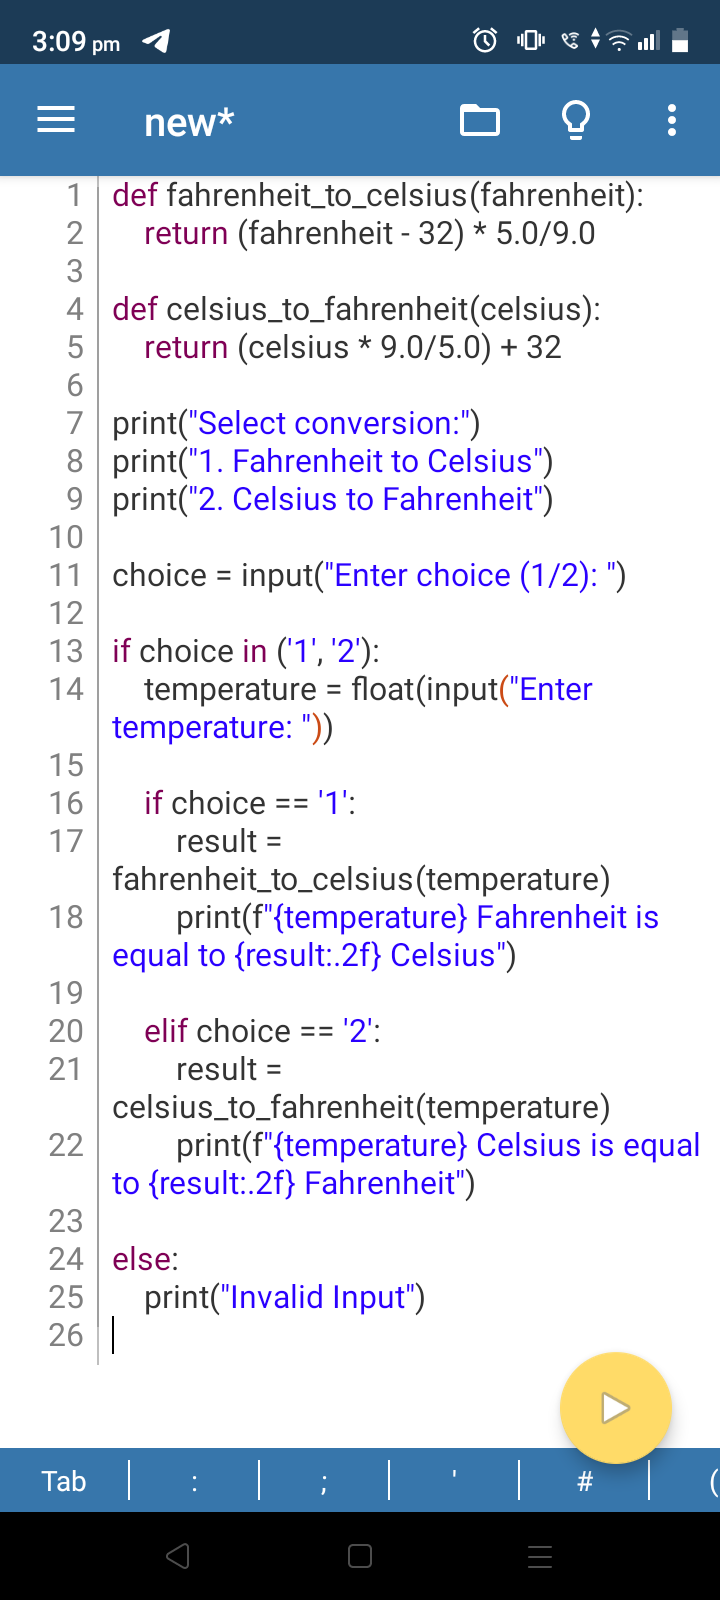 3:09 pm
new*
1 def fahrenheit_to_celsius(fahrenheit):
2     return (fahrenheit - 32) * 5.0/9.0
3
4 def celsius_to_fahrenheit(celsius):
5     return (celsius * 9.0/5.0) + 32
6
7 print("Select conversion:")
8 print("1. Fahrenheit to Celsius")
9 print("2. Celsius to Fahrenheit")
10
11 choice = input("Enter choice (1/2): ")
12
13 if choice in ('1', '2'):
14     temperature = float(input("Enter
temperature: "))
15
16     if choice == '1':
17         result =
fahrenheit_to_celsius(temperature)
18         print(f"{temperature} Fahrenheit is
equal to {result:.2f} Celsius")
19
20     elif choice == '2':
21         result =
celsius_to_fahrenheit(temperature)
22         print(f"{temperature} Celsius is equal
to {result:.2f} Fahrenheit")
23
24 else:
25     print("Invalid Input")
26
Tab : ; ' # (